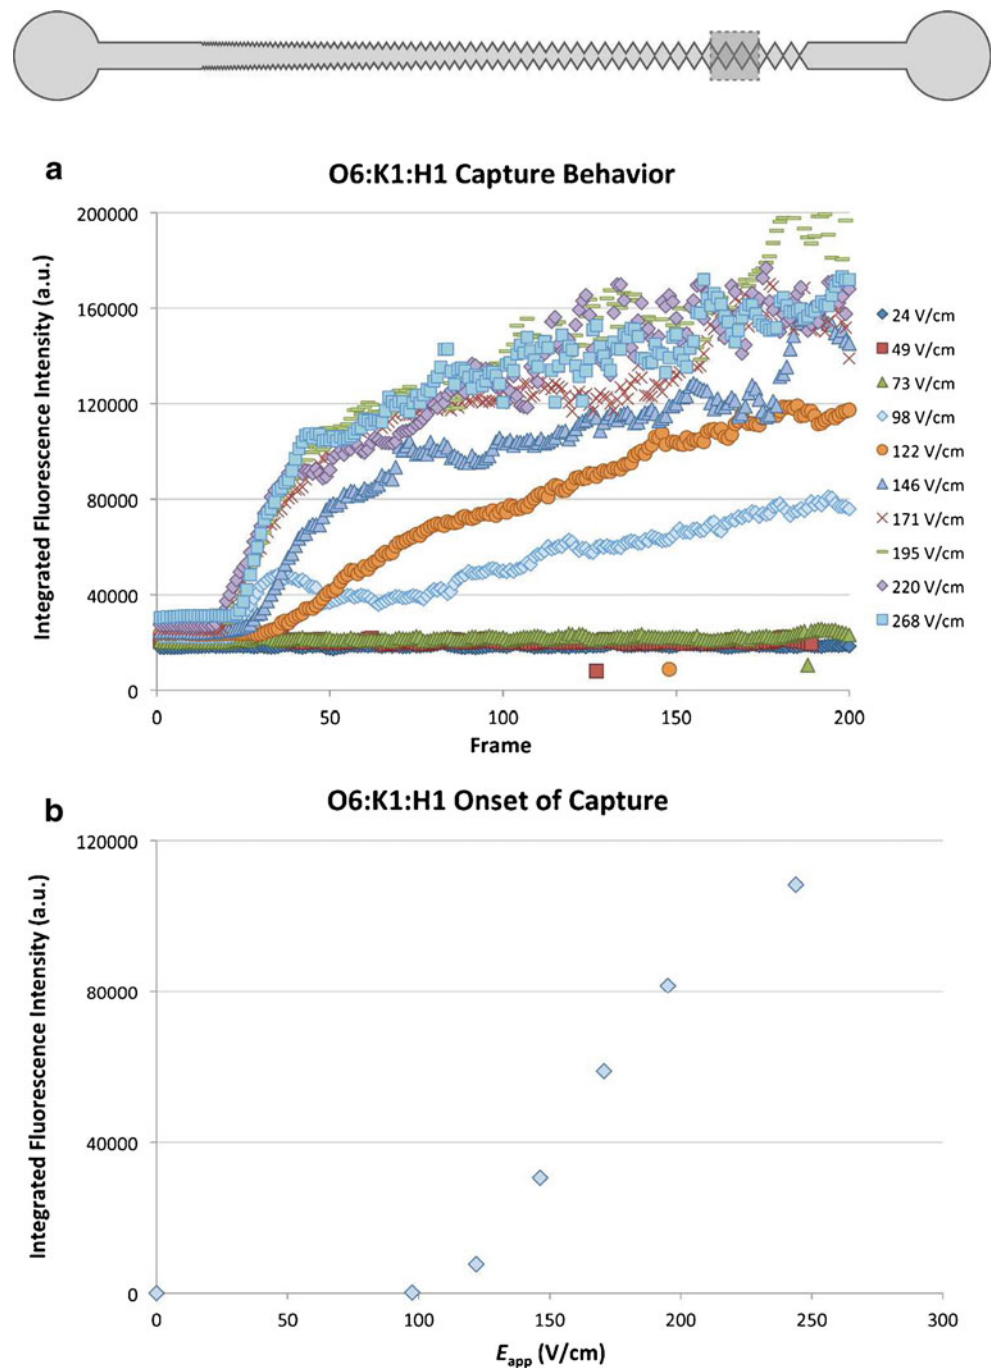 a
O6:K1:H1 Capture Behavior
Integrated Fluorescence Intensity (a.u.)
200000
160000
120000
80000
40000
0
0 50 100 150 200
Frame
24 V/cm
49 V/cm
73 V/cm
98 V/cm
122 V/cm
146 V/cm
171 V/cm
195 V/cm
220 V/cm
268 V/cm
b
O6:K1:H1 Onset of Capture
Integrated Fluorescence Intensity (a.u.)
120000
80000
40000
0
0 50 100 150 200 250 300
Eapp (V/cm)